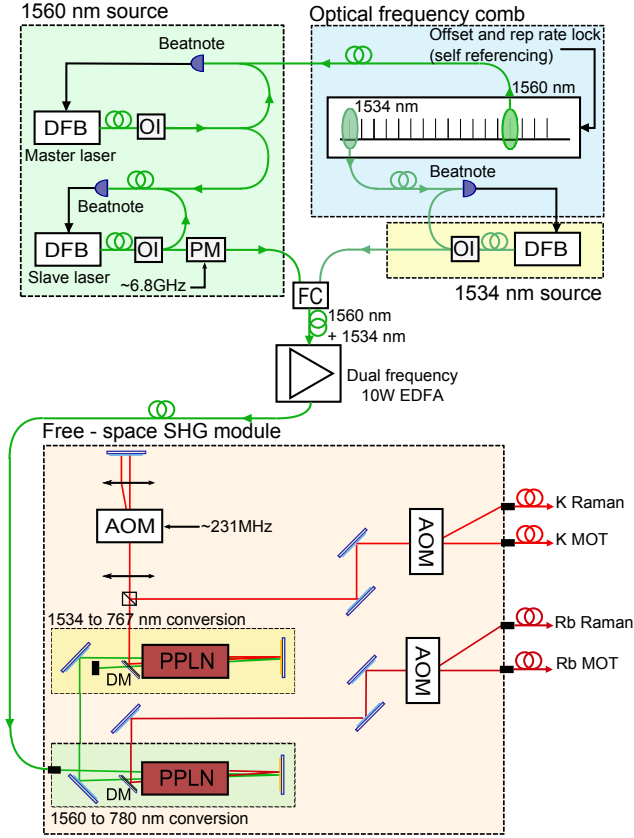 1560 nm source
Beatnote
DFB
OI
Master laser
Beatnote
DFB
OI
PM
Slave laser
~6.8GHz
Optical frequency comb
Offset and rep rate lock
(self referencing)
1560 nm
1534 nm
Beatnote
OI
DFB
1534 nm source
FC
1560 nm
+ 1534 nm
Dual frequency
10W EDFA
Free - space SHG module
AOM
~231MHz
AOM
K Raman
K MOT
1534 to 767 nm conversion
PPLN
DM
AOM
Rb Raman
Rb MOT
PPLN
DM
1560 to 780 nm conversion